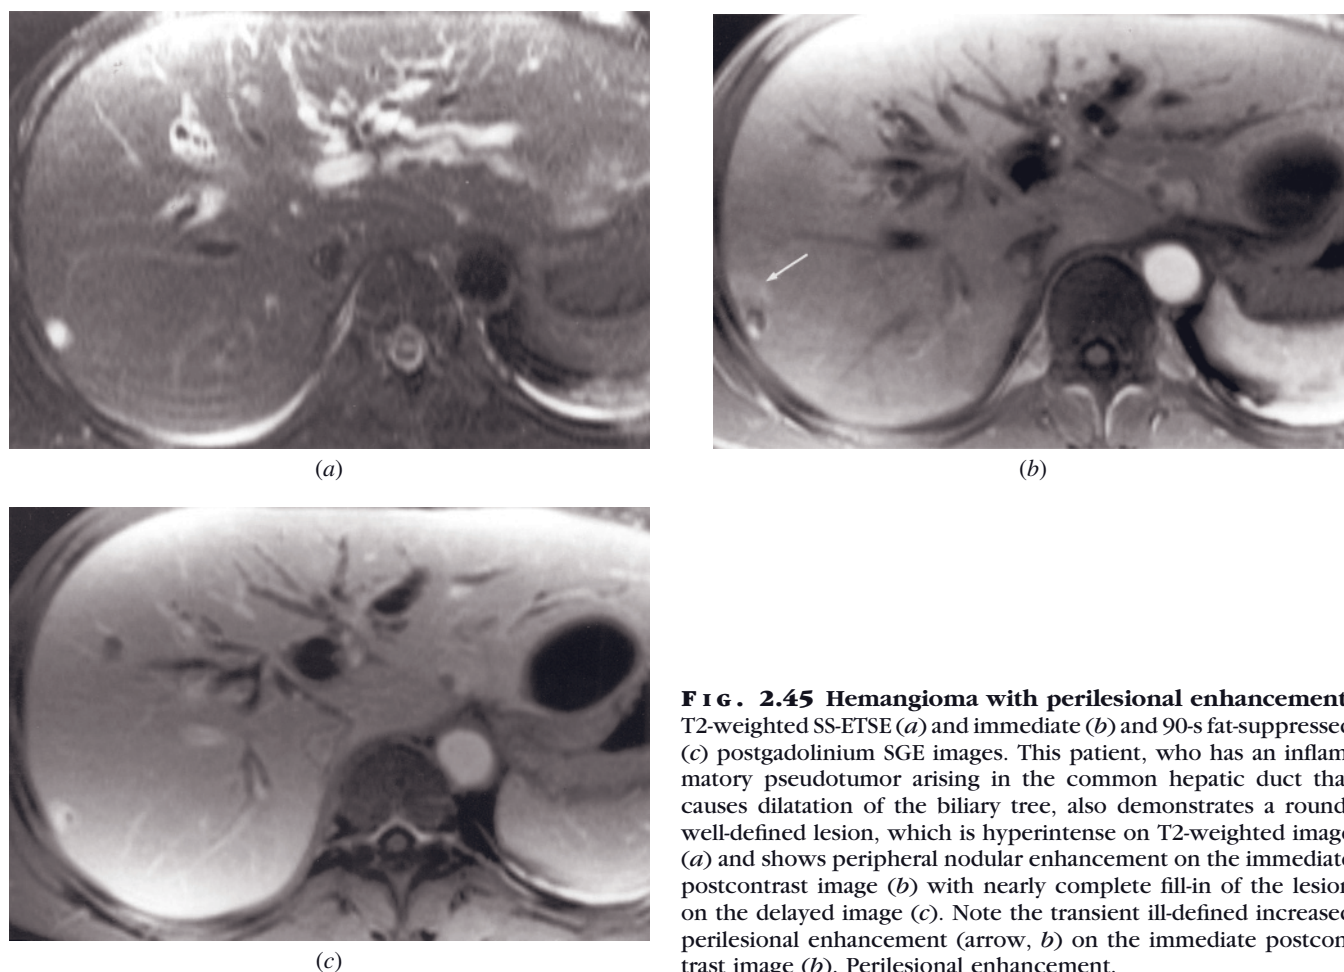 (a)
(b)
(c)
FIG. 2.45 Hemangioma with perilesional enhancement
T2-weighted SS-ETSE (a) and immediate (b) and 90-s fat-suppressed
(c) postgadolinium SGE images. This patient, who has an inflam
matory pseudotumor arising in the common hepatic duct tha
causes dilatation of the biliary tree, also demonstrates a round
well-defined lesion, which is hyperintense on T2-weighted image
(a) and shows peripheral nodular enhancement on the immediate
postcontrast image (b) with nearly complete fill-in of the lesion
on the delayed image (c). Note the transient ill-defined increased
perilesional enhancement (arrow, b) on the immediate postcon
trast image (b). Perilesional enhancement.